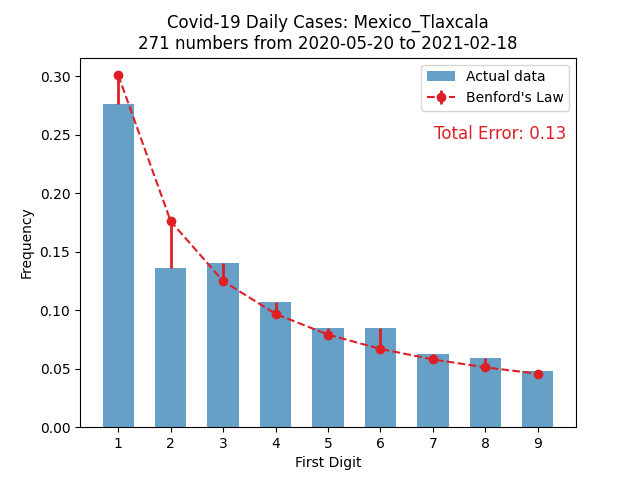 Covid-19 Daily Cases: Mexico_Tlaxcala
271 numbers from 2020-05-20 to 2021-02-18
Actual data
Benford's Law
Total Error: 0.13
Frequency
0.30
0.25
0.20
0.15
0.10
0.05
0.00
1 2 3 4 5 6 7 8 9
First Digit